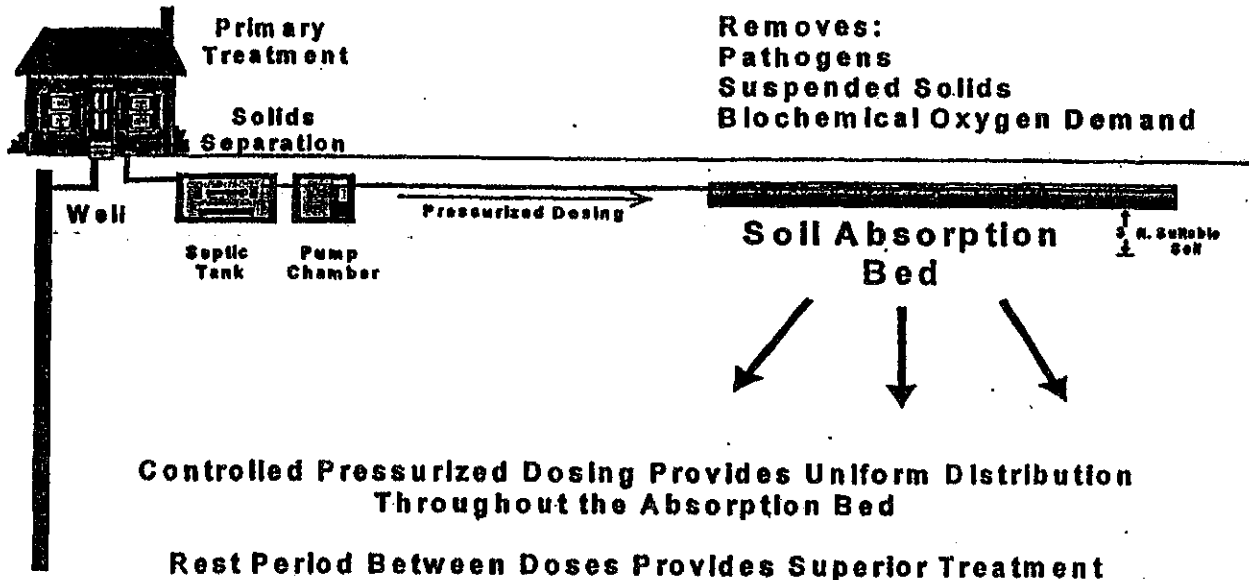 Primary
Treatment
Solids
Separation
Removes:
Pathogens
Suspended Solids
Biochemical Oxygen Demand
Well
Septic
Tank
Pump
Chamber
Pressurized Dosing
Soil Absorption
Bed
Suitable
Soil
Controlled Pressurized Dosing Provides Uniform Distribution
Throughout the Absorption Bed
Rest Period Between Doses Provides Superior Treatment